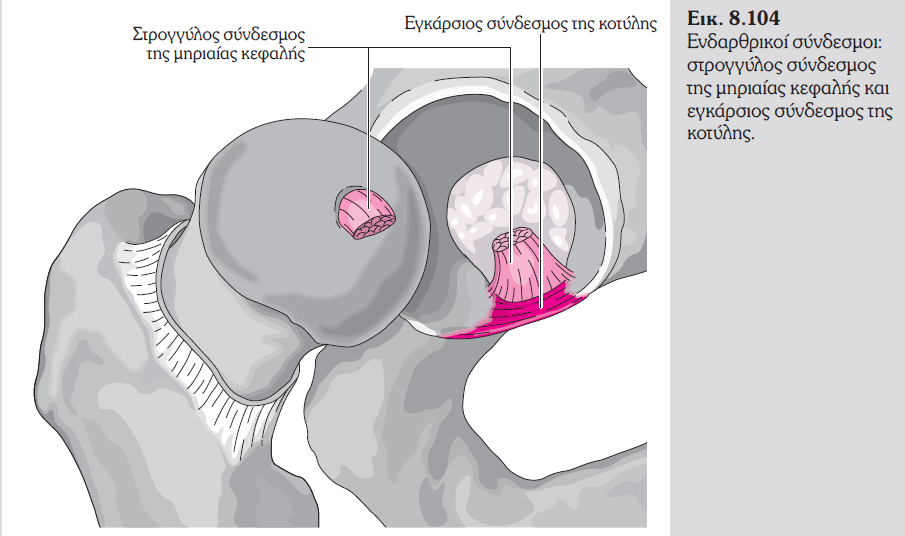 Στρογγύλος σύνδεσμος
της μηριαίας κεφαλής
Εγκάρσιος σύνδεσμος της κοτύλης
Εικ. 8.104
Ενδαρθρικοί σύνδεσμοι:
στρογγύλος σύνδεσμος
της μηριαίας κεφαλής και
εγκάρσιος σύνδεσμος της
κοτύλης.